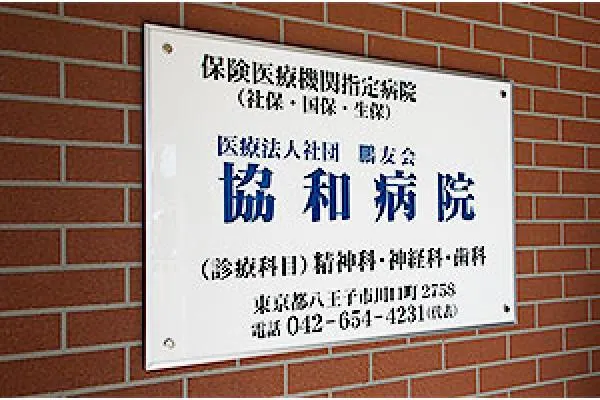 保険医療機関指定病院
（社保・国保・生保）
医療法人社団　鵬友会
協和病院
（診療科目）精神科・神経科・歯科
東京都八王子市川口町2758
電話 042-654-4231（代表）